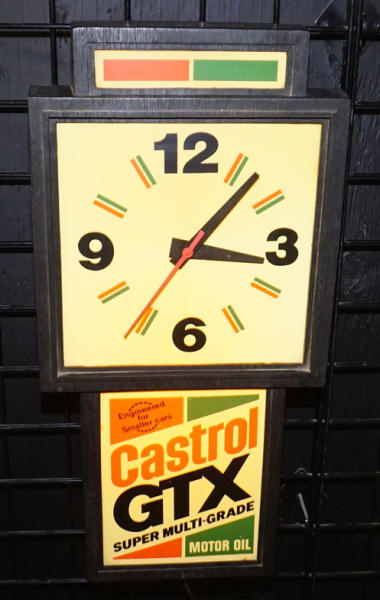 12
9
3
6
Engineered
for
Smaller cars
Castrol
GTX
SUPER MULTI-GRADE
MOTOR OIL